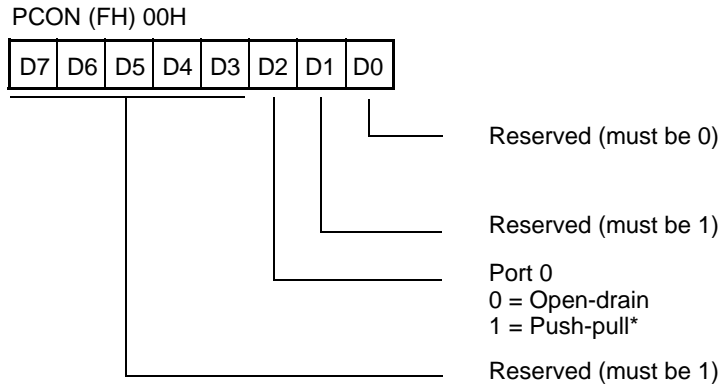 PCON (FH) 00H
D7 D6 D5 D4 D3 D2 D1 D0
Reserved (must be 0)
Reserved (must be 1)
Port 0
0 = Open-drain
1 = Push-pull*
Reserved (must be 1)